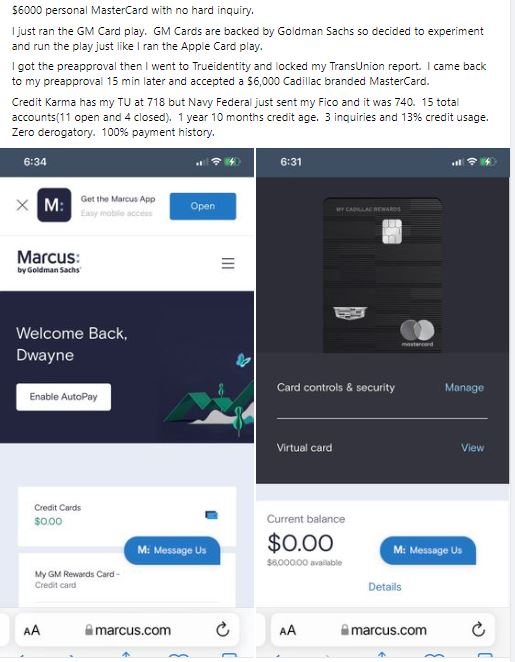 $6000 personal MasterCard with no hard inquiry.
I just ran the GM Card play.  GM Cards are backed by Goldman Sachs so decided to experiment
and run the play just like I ran the Apple Card play.
I got the preapproval then I went to Trueidentity and locked my TransUnion report.  I came back
to my preapproval 15 min later and accepted a $6,000 Cadillac branded MasterCard.
Credit Karma has my TU at 718 but Navy Federal just sent my Fico and it was 740.  15 total
accounts(11 open and 4 closed).  1 year 10 months credit age.  3 inquiries and 13% credit usage.
Zero derogatory.  100% payment history.
6:34
M:
Get the Marcus App
Easy mobile access
Open
Marcus:
by Goldman Sachs®
Welcome Back,
Dwayne
Enable AutoPay
Credit Cards
$0.00
M: Message Us
My GM Rewards Card -
Credit card
AA
marcus.com
6:31
MY CADILLAC REWARDS
mastercard
Card controls & security
Manage
Virtual card
View
Current balance
$0.00
$6,000.00 available
M: Message Us
Details
AA
marcus.com